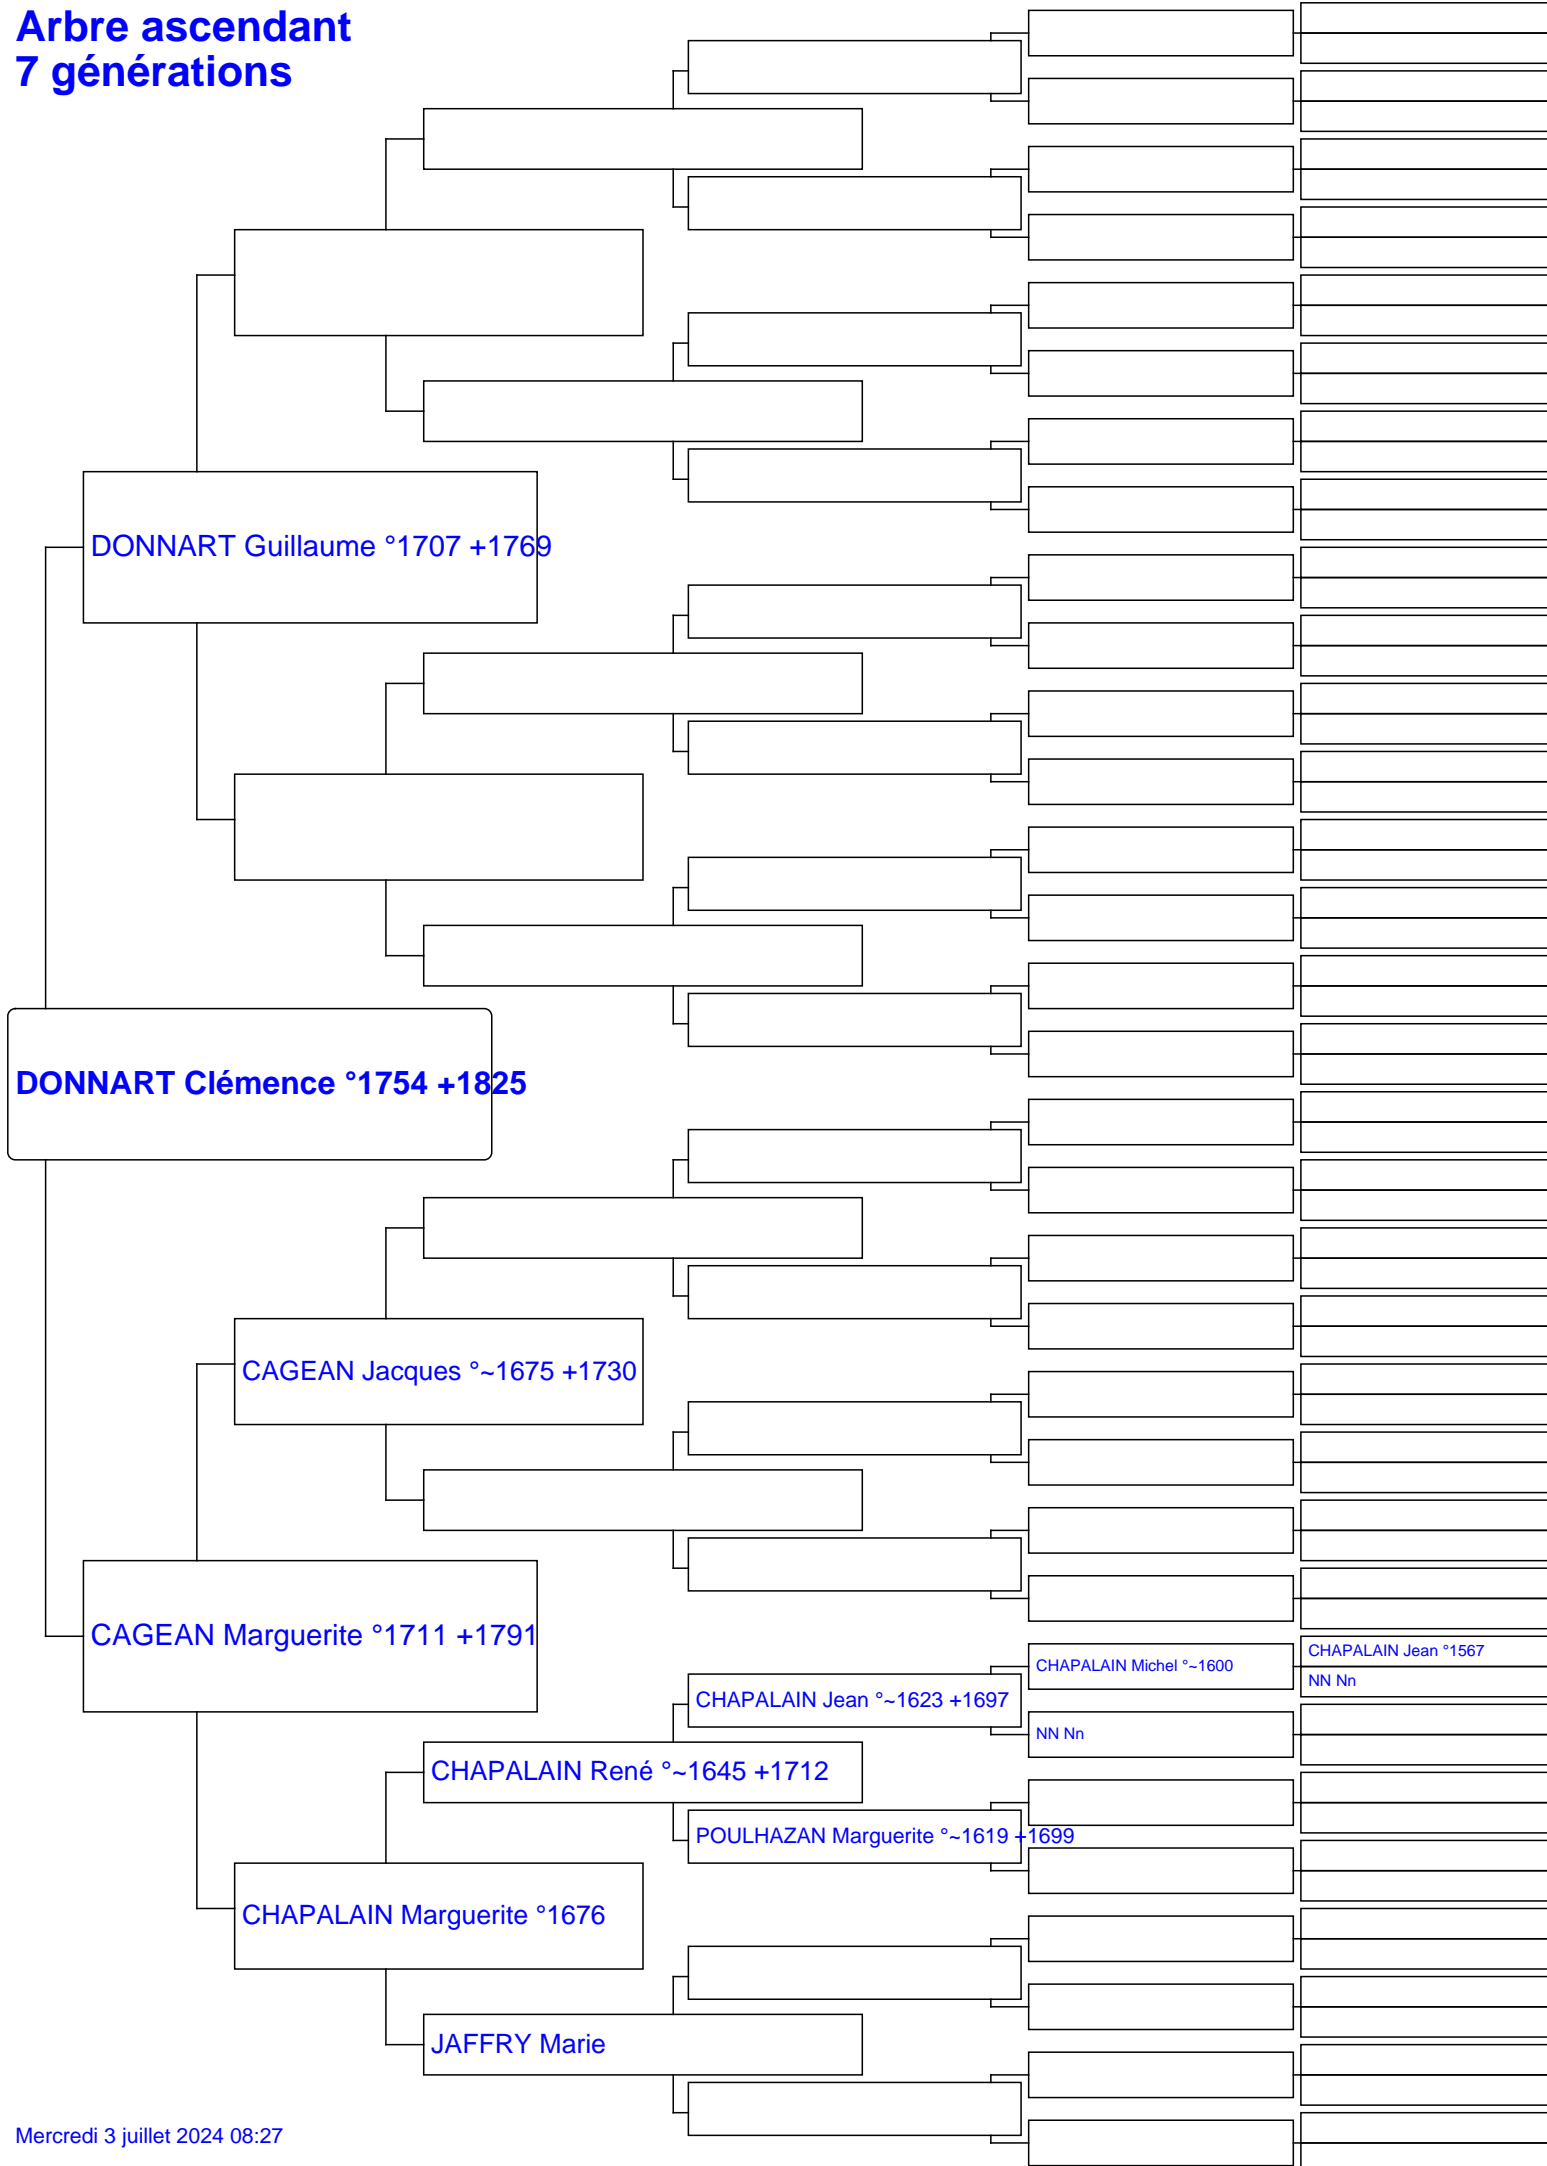 Arbre ascendant
7 générations
DONNART Guillaume °1707 +1769
DONNART Clémence °1754 +1825
CAGEAN Jacques °~1675 +1730
CAGEAN Marguerite °1711 +1791
CHAPALAIN Jean °1567
CHAPALAIN Michel °~1600
NN Nn
CHAPALAIN Jean °~1623 +1697
NN Nn
CHAPALAIN René °~1645 +1712
POULHAZAN Marguerite °~1619 +1699
CHAPALAIN Marguerite °1676
JAFFRY Marie
Mercredi 3 juillet 2024 08:27